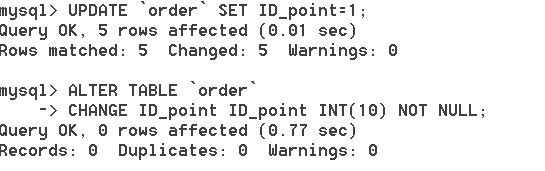 mysql> UPDATE `order` SET ID_point=1;
Query OK, 5 rows affected (0.01 sec)
Rows matched: 5  Changed: 5  Warnings: 0

mysql> ALTER TABLE `order`
    -> CHANGE ID_point ID_point INT(10) NOT NULL;
Query OK, 0 rows affected (0.77 sec)
Records: 0  Duplicates: 0  Warnings: 0